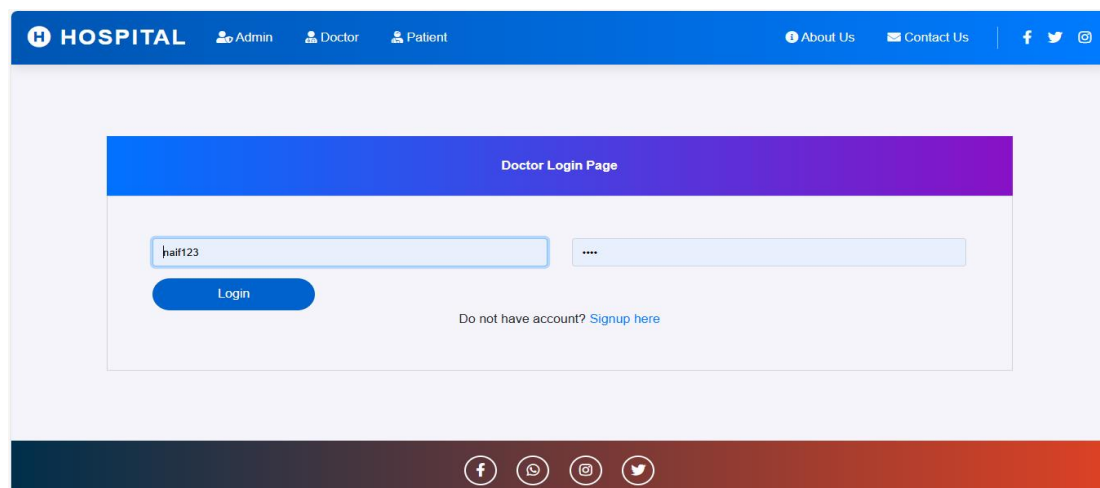 H HOSPITAL Admin Doctor Patient About Us Contact Us
Doctor Login Page
naif123 ••••
Login
Do not have account? Signup here